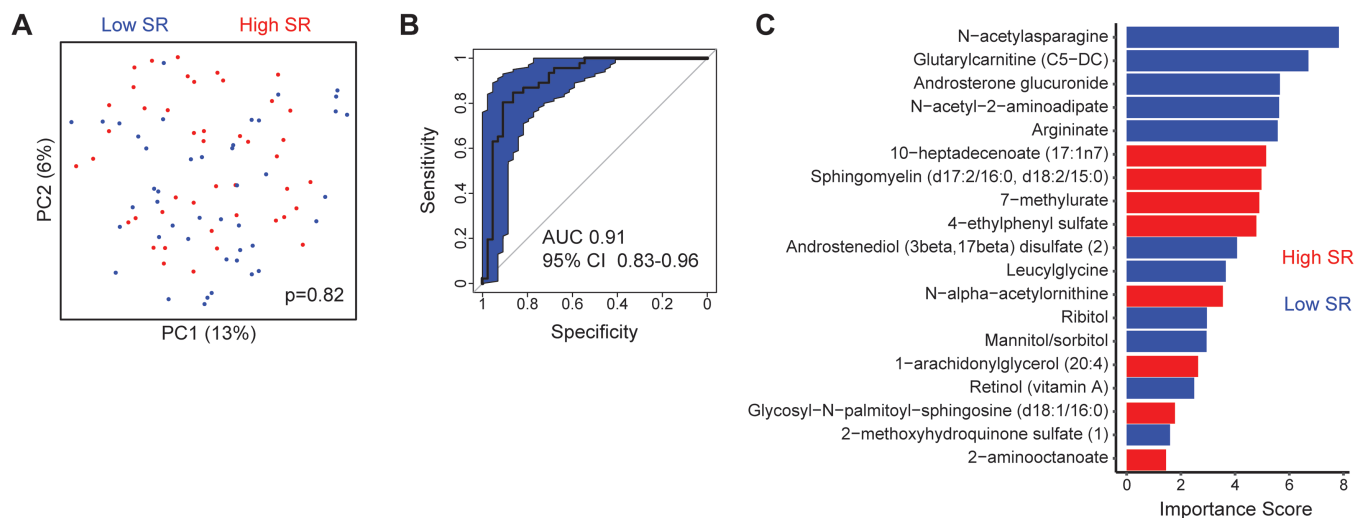 A
Low SR
High SR
PC2 (6%)
PC1 (13%)
p=0.82
B
Sensitivity
1
0.8
0.6
0.4
0.2
0
AUC 0.91
95% CI 0.83-0.96
1
0.8
0.6
0.4
0.2
0
Specificity
C
N−acetylasparagine
Glutarylcarnitine (C5−DC)
Androsterone glucuronide
N−acetyl−2−aminoadipate
Argininate
10−heptadecenoate (17:1n7)
Sphingomyelin (d17:2/16:0, d18:2/15:0)
7−methylurate
4−ethylphenyl sulfate
Androstenediol (3beta,17beta) disulfate (2)
Leucylglycine
N−alpha−acetylornithine
Ribitol
Mannitol/sorbitol
1−arachidonylglycerol (20:4)
Retinol (vitamin A)
Glycosyl−N−palmitoyl−sphingosine (d18:1/16:0)
2−methoxyhydroquinone sulfate (1)
2−aminooctanoate
High SR
Low SR
0
2
4
6
8
Importance Score